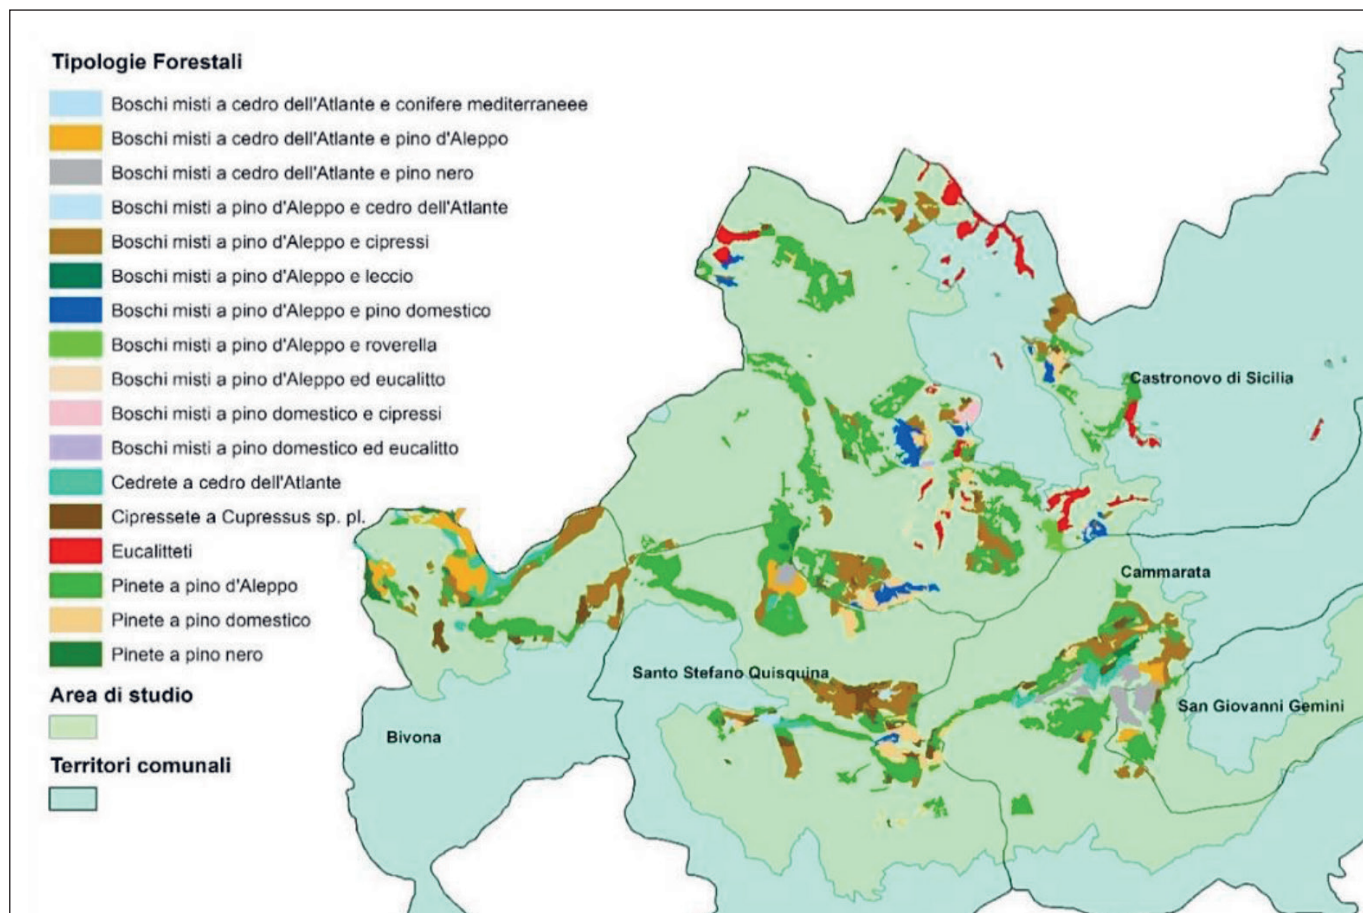 Tipologie Forestali
Boschi misti a cedro dell'Atlante e conifere mediterraneee
Boschi misti a cedro dell'Atlante e pino d'Aleppo
Boschi misti a cedro dell'Atlante e pino nero
Boschi misti a pino d'Aleppo e cedro dell'Atlante
Boschi misti a pino d'Aleppo e cipressi
Boschi misti a pino d'Aleppo e leccio
Boschi misti a pino d'Aleppo e pino domestico
Boschi misti a pino d'Aleppo e roverella
Boschi misti a pino d'Aleppo ed eucalitto
Boschi misti a pino domestico e cipressi
Boschi misti a pino domestico ed eucalitto
Cedrete a cedro dell'Atlante
Cipressete a Cupressus sp. pl.
Eucalitteti
Pinete a pino d'Aleppo
Pinete a pino domestico
Pinete a pino nero
Area di studio
Territori comunali
Castronovo di Sicilia
Cammarata
Santo Stefano Quisquina
San Giovanni Gemini
Bivona